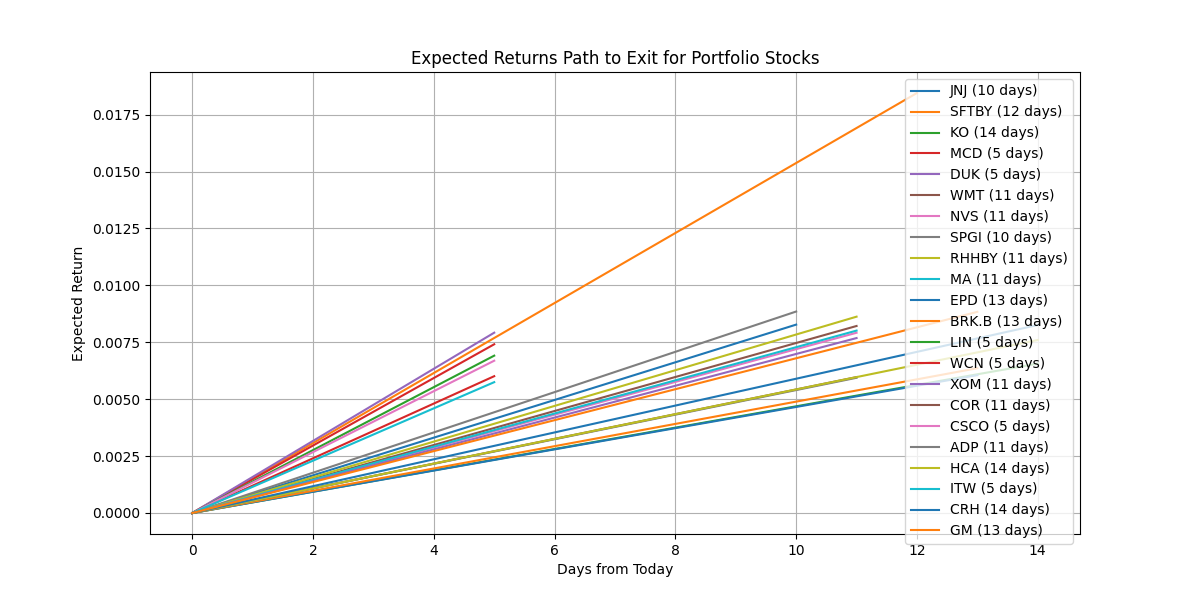 Expected Returns Path to Exit for Portfolio Stocks
0.0175
0.0150
0.0125
0.0100
0.0075
0.0050
0.0025
0.0000
Expected Return
0 2 4 6 8 10 12 14
Days from Today
JNJ (10 days)
SFTBY (12 days)
KO (14 days)
MCD (5 days)
DUK (5 days)
WMT (11 days)
NVS (11 days)
SPGI (10 days)
RHHBY (11 days)
MA (11 days)
EPD (13 days)
BRK.B (13 days)
LIN (5 days)
WCN (5 days)
XOM (11 days)
COR (11 days)
CSCO (5 days)
ADP (11 days)
HCA (14 days)
ITW (5 days)
CRH (14 days)
GM (13 days)